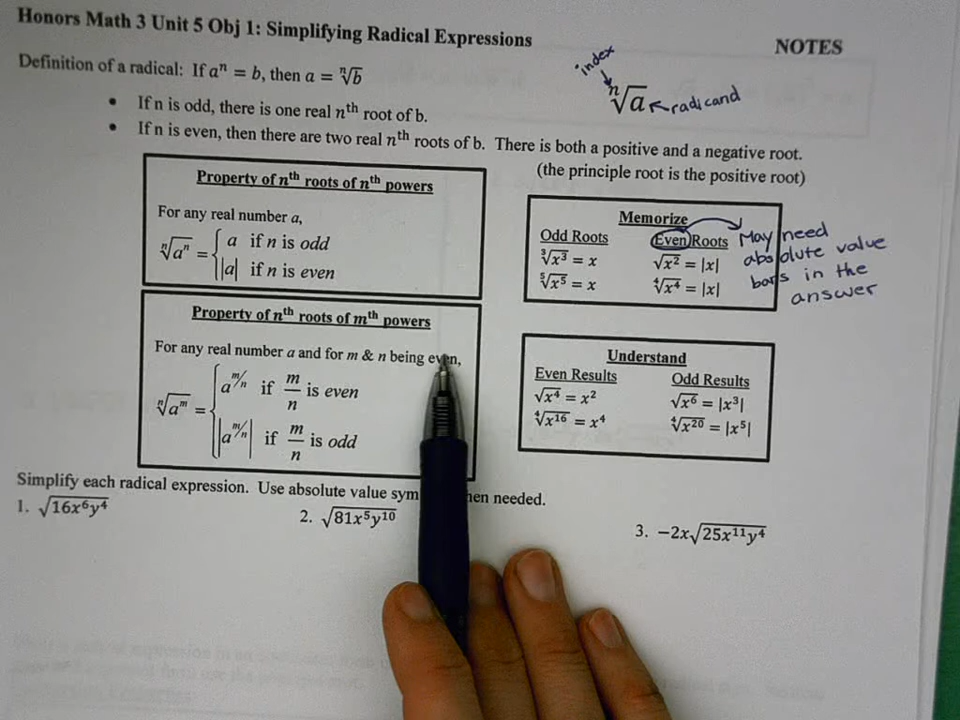 Honors Math 3 Unit 5 Obj 1: Simplifying Radical Expressions
NOTES
Definition of a radical: If aⁿ = b, then a = ⁿ√b
index
ⁿ√a ← radicand
• If n is odd, there is one real nᵗʰ root of b.
• If n is even, then there are two real nᵗʰ roots of b. There is both a positive and a negative root.
(the principle root is the positive root)
Property of nᵗʰ roots of nᵗʰ powers
For any real number a,
ⁿ√aⁿ = { a if n is odd
|a| if n is even
Memorize
Odd Roots Even Roots
³√x³ = x √x² = |x|
⁵√x⁵ = x ⁴√x⁴ = |x|
May need
absolute value
bars in the
answer
Property of nᵗʰ roots of mᵗʰ powers
For any real number a and for m & n being even,
ⁿ√aᵐ = { a^(m/n) if m/n is even
|a^(m/n)| if m/n is odd
Understand
Even Results Odd Results
√x⁴ = x² √x⁶ = |x³|
⁴√x¹⁶ = x⁴ ⁴√x²⁰ = |x⁵|
Simplify each radical expression. Use absolute value sym hen needed.
1. √16x⁶y⁴
2. √81x⁵y¹⁰
3. −2x√25x¹¹y⁴